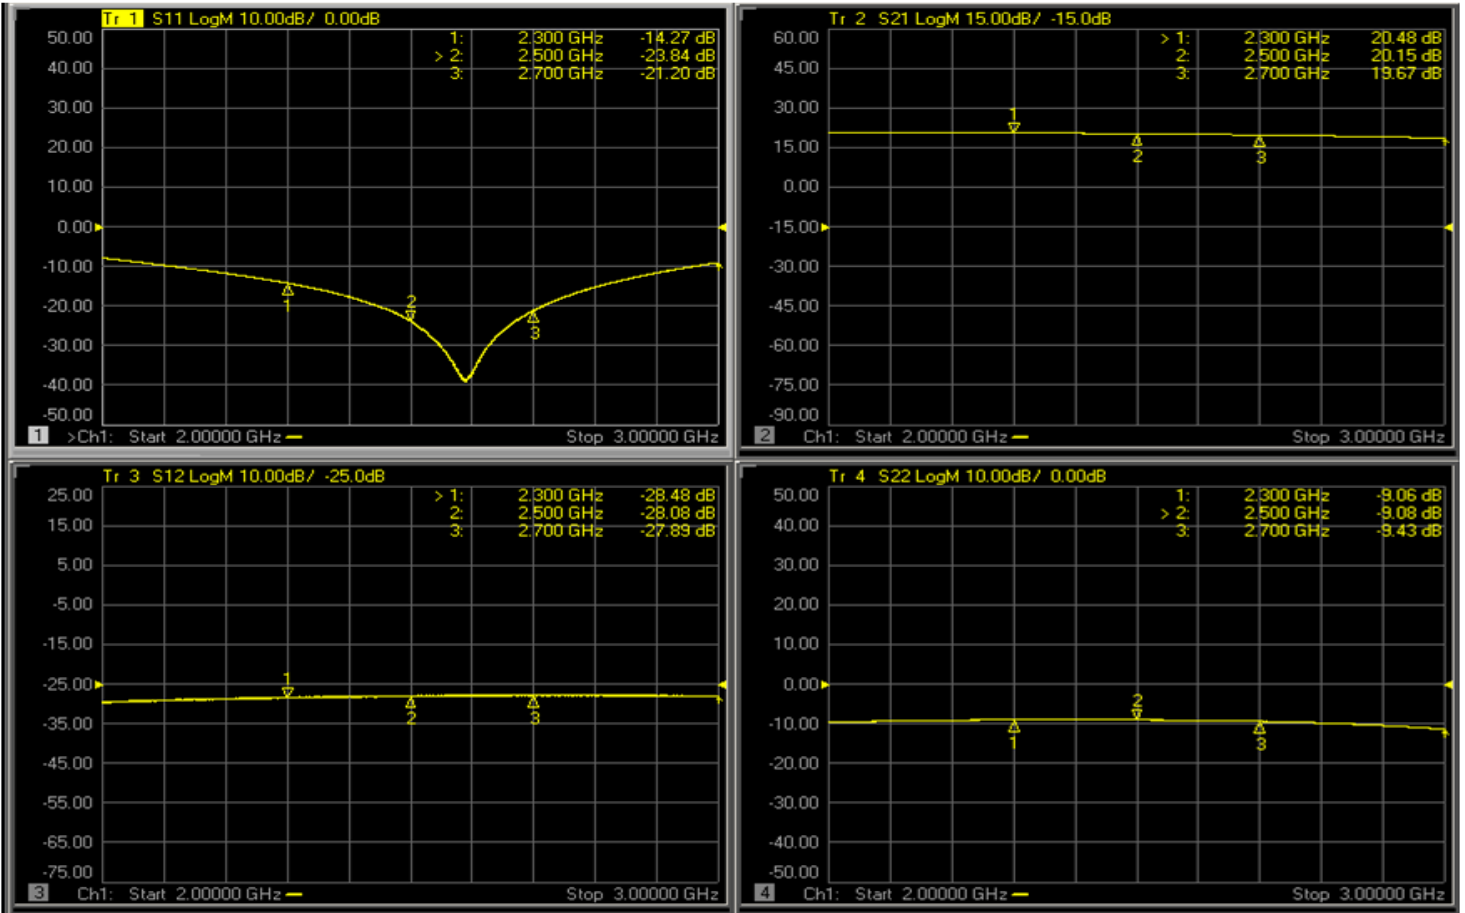 Tr 1 S11 LogM 10.00dB/ 0.00dB
50.00
40.00
30.00
20.00
10.00
0.00
-10.00
-20.00
-30.00
-40.00
-50.00
1: 2.300 GHz -14.27 dB
> 2: 2.500 GHz -23.84 dB
3: 2.700 GHz -21.20 dB
1
2
3
1 >Ch1: Start 2.00000 GHz Stop 3.00000 GHz
Tr 2 S21 LogM 15.00dB/ -15.0dB
60.00
45.00
30.00
15.00
0.00
-15.00
-30.00
-45.00
-60.00
-75.00
-90.00
> 1: 2.300 GHz 20.48 dB
2: 2.500 GHz 20.15 dB
3: 2.700 GHz 19.67 dB
1
2
3
2 Ch1: Start 2.00000 GHz Stop 3.00000 GHz
Tr 3 S12 LogM 10.00dB/ -25.0dB
25.00
15.00
5.00
-5.00
-15.00
-25.00
-35.00
-45.00
-55.00
-65.00
-75.00
> 1: 2.300 GHz -28.48 dB
2: 2.500 GHz -28.08 dB
3: 2.700 GHz -27.89 dB
1
2
3
3 Ch1: Start 2.00000 GHz Stop 3.00000 GHz
Tr 4 S22 LogM 10.00dB/ 0.00dB
50.00
40.00
30.00
20.00
10.00
0.00
-10.00
-20.00
-30.00
-40.00
-50.00
1: 2.300 GHz -9.06 dB
> 2: 2.500 GHz -9.08 dB
3: 2.700 GHz -9.43 dB
1
2
3
4 Ch1: Start 2.00000 GHz Stop 3.00000 GHz